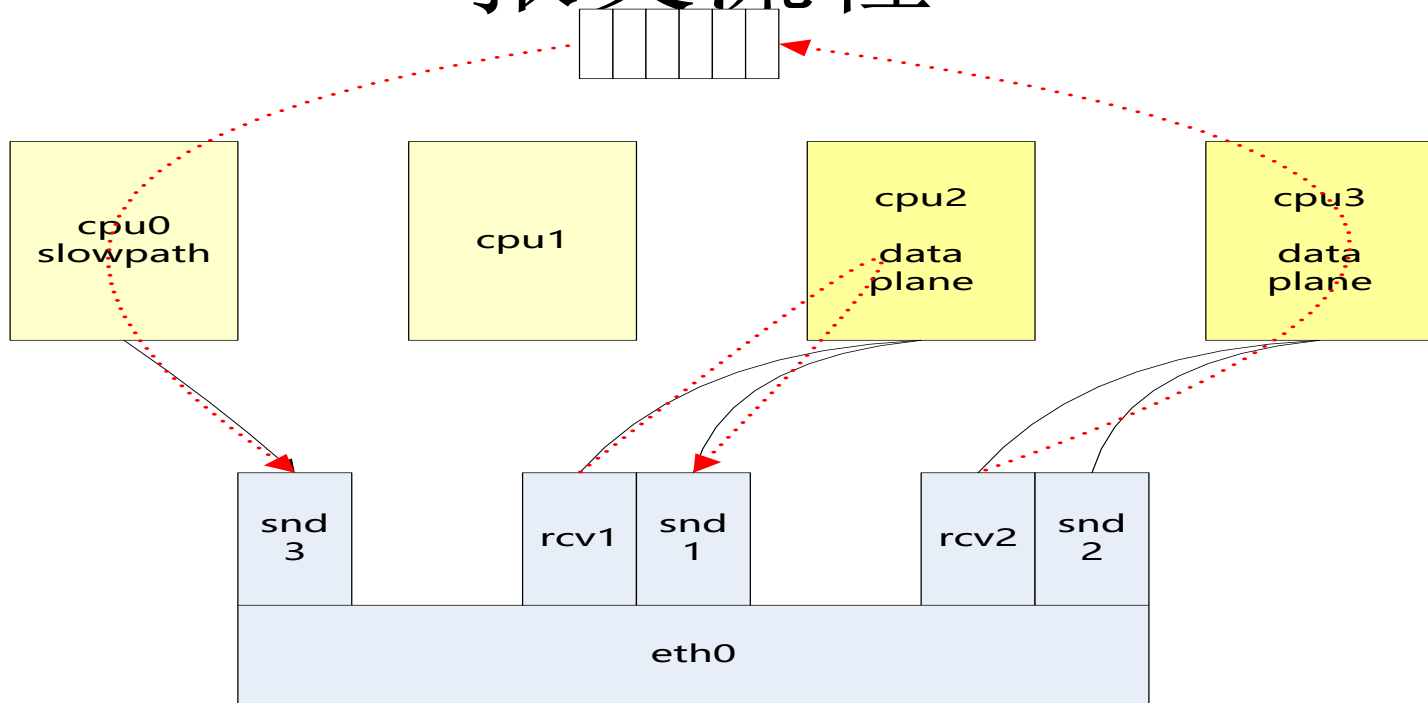 cpu0
slowpath
cpu1
cpu2
data
plane
cpu3
data
plane
snd
3
rcv1
snd
1
rcv2
snd
2
eth0